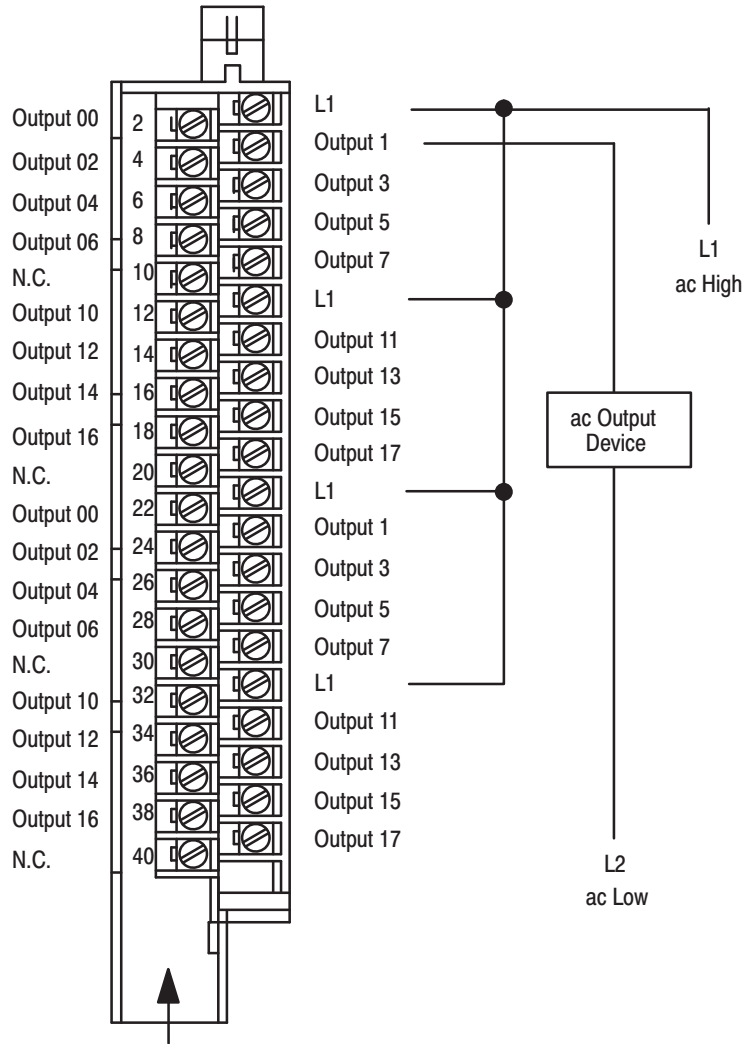 L1
Output 00 2
Output 1
Output 02 4
Output 3
Output 04 6
Output 5
Output 06 8
Output 7
N.C. 10
L1
Output 10 12
Output 11
Output 12 14
Output 13
Output 14 16
Output 15
Output 16 18
Output 17
N.C. 20
L1
Output 00 22
Output 1
Output 02 24
Output 3
Output 04 26
Output 5
Output 06 28
Output 7
N.C. 30
L1
Output 10 32
Output 11
Output 12 34
Output 13
Output 14 36
Output 15
Output 16 38
Output 17
N.C. 40
L1
ac High
ac Output
Device
L2
ac Low